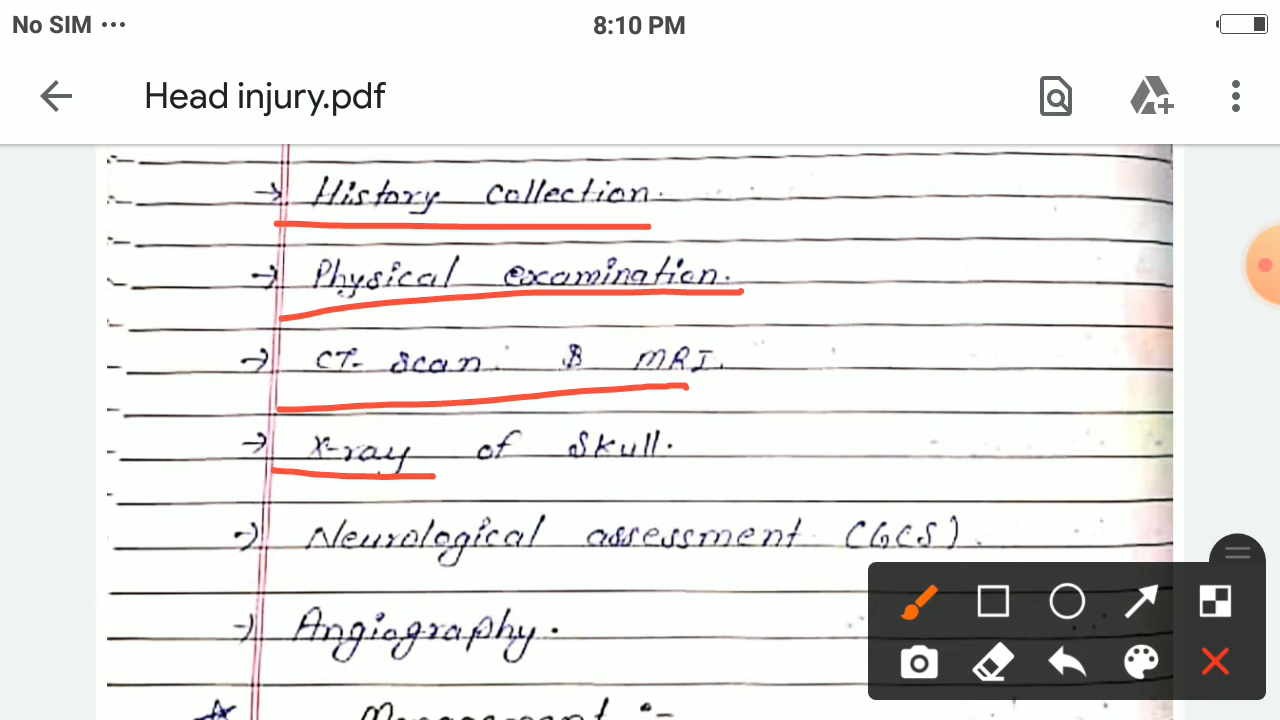 No SIM ••• 8:10 PM
Head injury.pdf
→ History collection.
→ Physical examination.
→ CT- Scan. & MRI.
→ X-ray of Skull.
→ Neurological assessment (GCS).
→ Angiography.
☆ Management :-